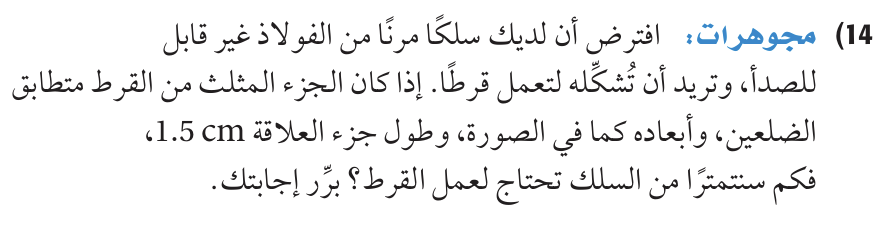 14) مجوهرات: افترض أن لديك سلكًا مرنًا من الفولاذ غير قابل
للصدأ، وتريد أن تُشكِّله لتعمل قرطًا. إذا كان الجزء المثلث من القرط متطابق
الضلعين، وأبعاده كما في الصورة، وطول جزء العلاقة 1.5 cm،
فكم سنتمترًا من السلك تحتاج لعمل القرط؟ برِّر إجابتك.